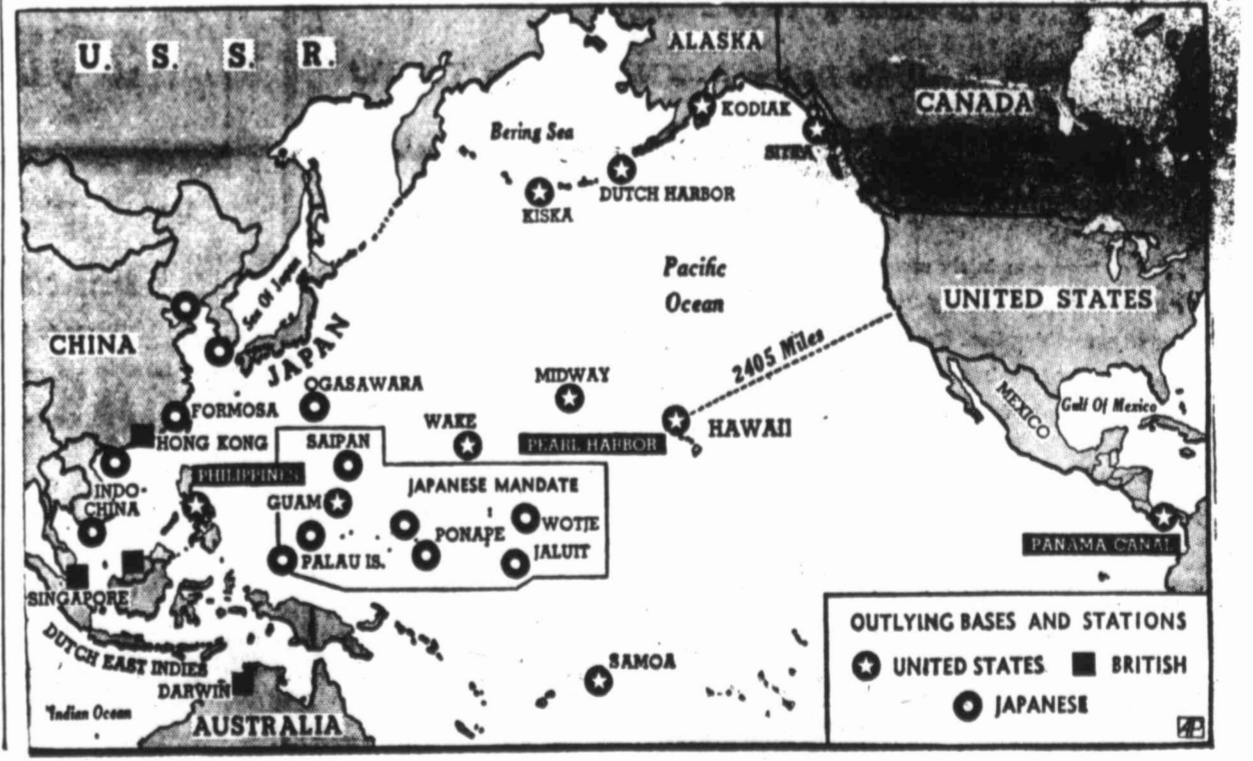 U. S. S. R.
ALASKA
CANADA
KODIAK
SITKA
Bering Sea
DUTCH HARBOR
KISKA
Pacific
Ocean
UNITED STATES
Sea Of Japan
CHINA
JAPAN
2405 Miles
MIDWAY
OGASAWARA
MEXICO
Gulf Of Mexico
FORMOSA
WAKE
HAWAII
HONG KONG
SAIPAN
PEARL HARBOR
PHILIPPINES
JAPANESE MANDATE
INDO-
CHINA
GUAM
WOTJE
PONAPE
JALUIT
PALAU IS.
PANAMA CANAL
SINGAPORE
DUTCH EAST INDIES
SAMOA
DARWIN
Indian Ocean
AUSTRALIA
OUTLYING BASES AND STATIONS
UNITED STATES
BRITISH
JAPANESE
AP